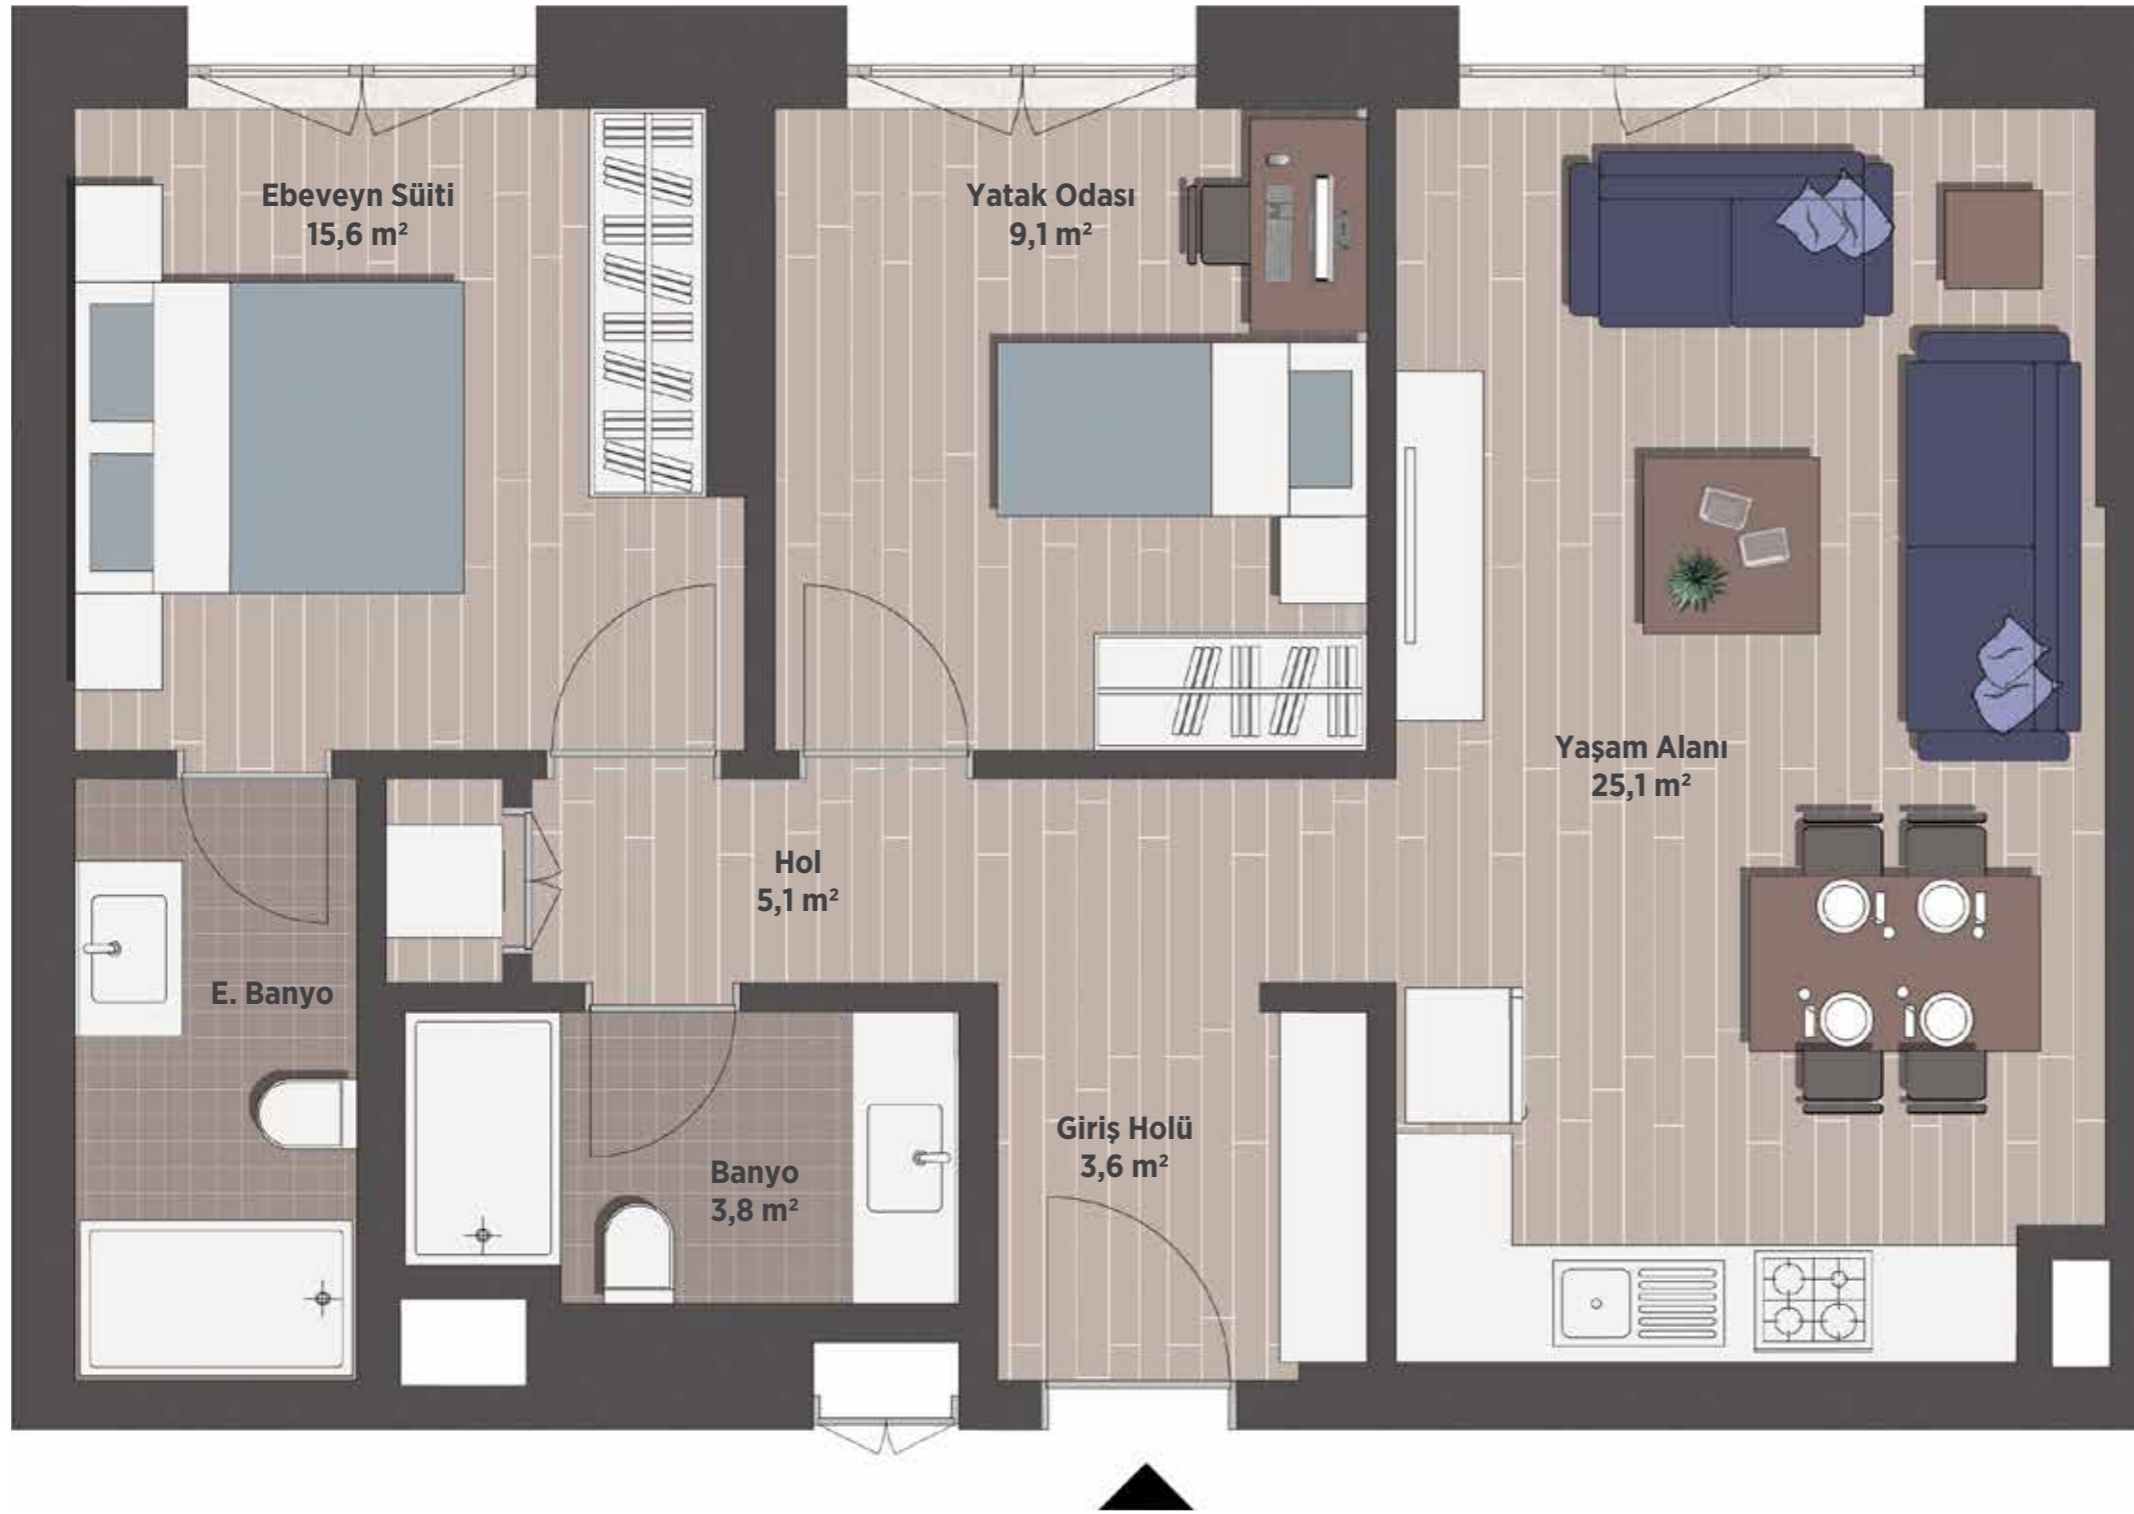 Ebeveyn Süiti
15,6 m²
Yatak Odası
9,1 m²
Yaşam Alanı
25,1 m²
Hol
5,1 m²
E. Banyo
Giriş Holü
3,6 m²
Banyo
3,8 m²